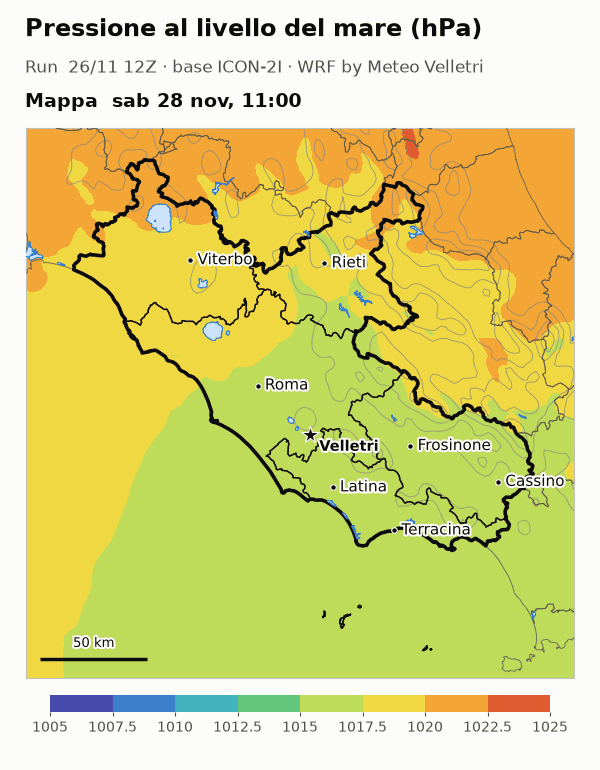 Pressione al livello del mare (hPa)
Run  26/11 12Z · base ICON-2I · WRF by Meteo Velletri
Mappa  sab 28 nov, 11:00
Viterbo
Rieti
Roma
Velletri
Frosinone
Cassino
Latina
Terracina
50 km
1005 1007.5 1010 1012.5 1015 1017.5 1020 1022.5 1025